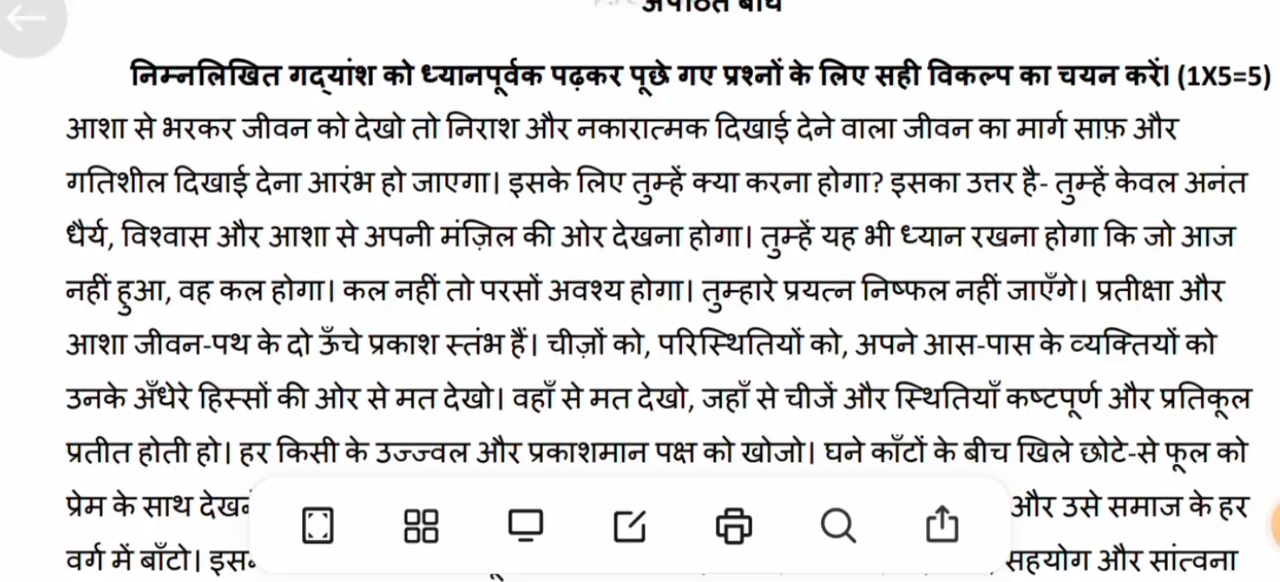 अपठित बोध
निम्नलिखित गद्यांश को ध्यानपूर्वक पढ़कर पूछे गए प्रश्नों के लिए सही विकल्प का चयन करें। (1X5=5)
आशा से भरकर जीवन को देखो तो निराश और नकारात्मक दिखाई देने वाला जीवन का मार्ग साफ़ और
गतिशील दिखाई देना आरंभ हो जाएगा। इसके लिए तुम्हें क्या करना होगा? इसका उत्तर है- तुम्हें केवल अनंत
धैर्य, विश्वास और आशा से अपनी मंज़िल की ओर देखना होगा। तुम्हें यह भी ध्यान रखना होगा कि जो आज
नहीं हुआ, वह कल होगा। कल नहीं तो परसों अवश्य होगा। तुम्हारे प्रयत्न निष्फल नहीं जाएँगे। प्रतीक्षा और
आशा जीवन-पथ के दो ऊँचे प्रकाश स्तंभ हैं। चीज़ों को, परिस्थितियों को, अपने आस-पास के व्यक्तियों को
उनके अँधेरे हिस्सों की ओर से मत देखो। वहाँ से मत देखो, जहाँ से चीजें और स्थितियाँ कष्टपूर्ण और प्रतिकूल
प्रतीत होती हो। हर किसी के उज्ज्वल और प्रकाशमान पक्ष को खोजो। घने काँटों के बीच खिले छोटे-से फूल को
प्रेम के साथ और उसे समाज के हर
वर्ग में बाँटो। सहयोग और सांत्वना